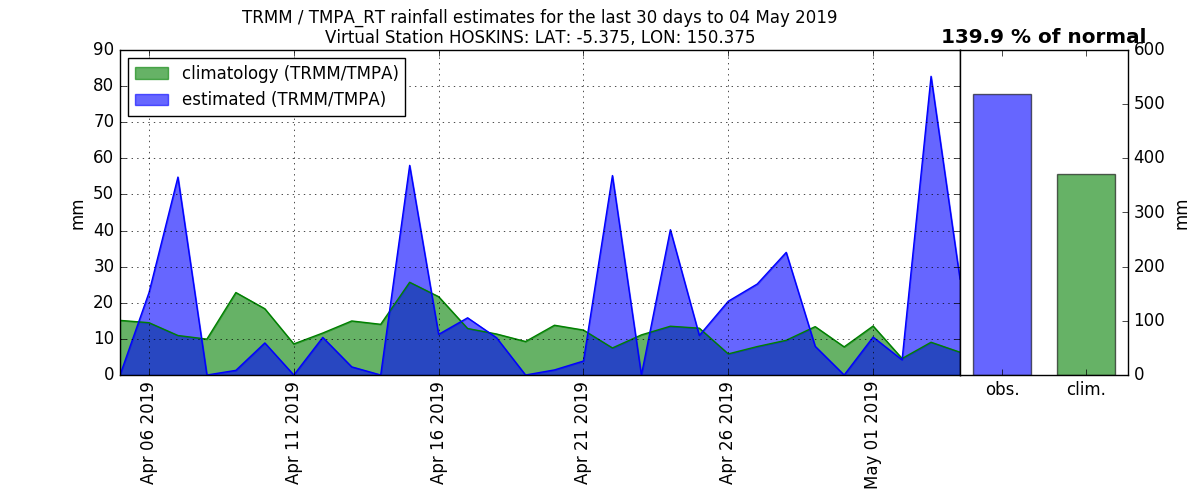 TRMM / TMPA_RT rainfall estimates for the last 30 days to 04 May 2019
Virtual Station HOSKINS: LAT: -5.375, LON: 150.375
139.9 % of normal
climatology (TRMM/TMPA)
estimated (TRMM/TMPA)
90
80
70
60
50
40
30
20
10
0
mm
Apr 06 2019
Apr 11 2019
Apr 16 2019
Apr 21 2019
Apr 26 2019
May 01 2019
600
500
400
300
200
100
0
mm
obs.
clim.